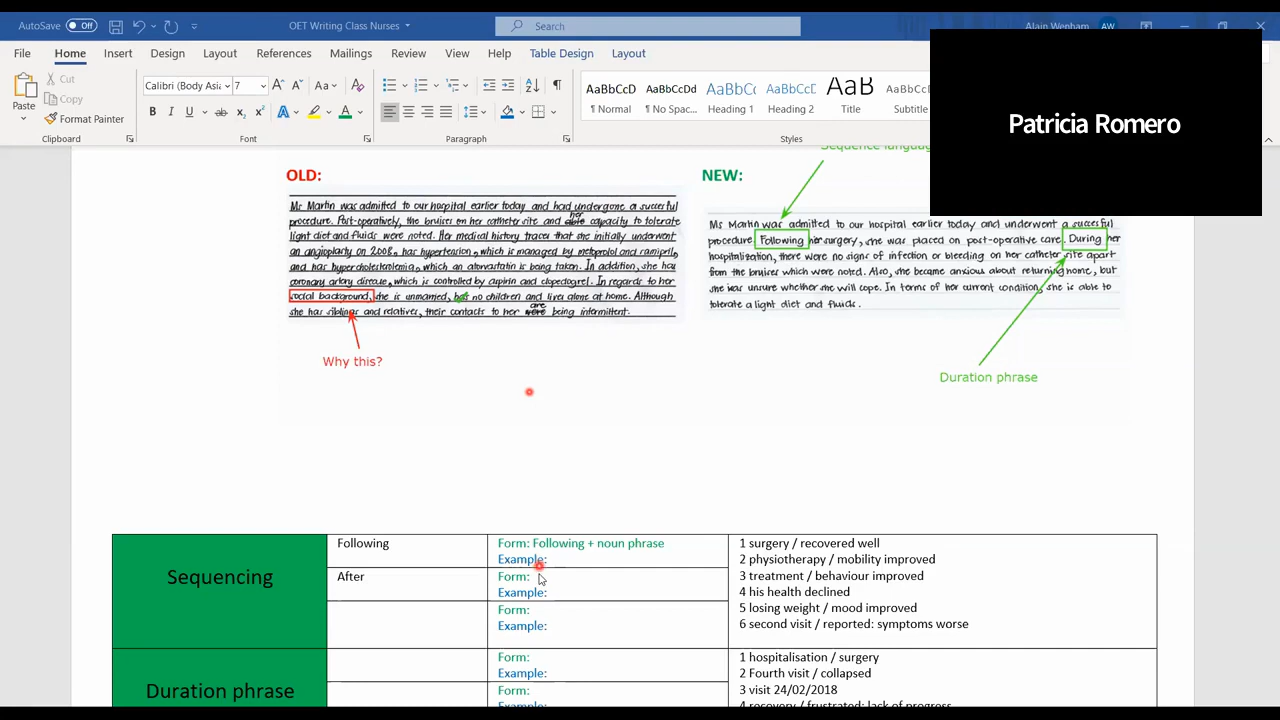 AutoSave Off
OET Writing Class Nurses
Search
Alain Wenham AW
File Home Insert Design Layout References Mailings Review View Help Table Design Layout
Paste
Cut
Copy
Format Painter
Clipboard
Calibri (Body Asi 7
Font
Paragraph
AaBbCcD AaBbCcDd AaBbCc AaBbCcD AaB AaBbCcD
¶ Normal ¶ No Spac... Heading 1 Heading 2 Title Subtitle
Styles
Patricia Romero
OLD:
Ms Martin was admitted to our hospital earlier today and had undergone a succesful
procedure. Post-operatively, the bruises on her catheter site and her capacity to tolerate
light diet and fluids were noted. Her medical history traces that she initially underwent
an angioplasty on 2008, has hypertension, which is managed by metoprolol and ramipril,
and has hypercholesterolemia, which an atorvastatin is being taken. In addition, she has
coronary artery disease, which is controlled by aspirin and clopedogrel. In regards to her
social background, she is unmarried, no children and lives alone at home. Although
she has siblings and relatives, their contacts to her are being intermittent.
Why this?
NEW:
Sequence
Ms Martin was admitted to our hospital earlier today and underwent a succesful
procedure. Following her surgery, she was placed on post-operative care. During her
hospitalization, there were no signs of infection or bleeding on her catheter site apart
from the bruises which were noted. Also, she became anxious about returning home, but
she was unsure whether she will cope. In terms of her current condition, she is able to
tolerate a light diet and fluids.
Duration phrase
Sequencing
Following
Form: Following + noun phrase
Example:
After
Form:
Example:
Form:
Example:
1 surgery / recovered well
2 physiotherapy / mobility improved
3 treatment / behaviour improved
4 his health declined
5 losing weight / mood improved
6 second visit / reported: symptoms worse
Duration phrase
Form:
Example:
Form:
Example:
1 hospitalisation / surgery
2 Fourth visit / collapsed
3 visit 24/02/2018
4 recovery / frustrated: lack of progress